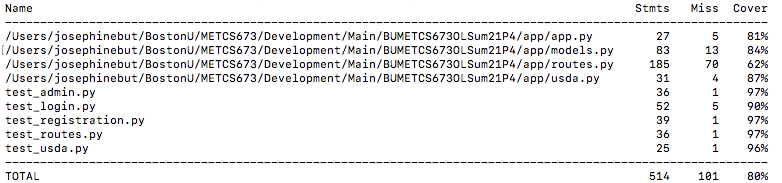 Name Stmts Miss Cover
/Users/josephinebut/BostonU/METCS673/Development/Main/BUMETCS673OLSum21P4/app/app.py 27 5 81%
/Users/josephinebut/BostonU/METCS673/Development/Main/BUMETCS673OLSum21P4/app/models.py 83 13 84%
/Users/josephinebut/BostonU/METCS673/Development/Main/BUMETCS673OLSum21P4/app/routes.py 185 70 62%
/Users/josephinebut/BostonU/METCS673/Development/Main/BUMETCS673OLSum21P4/app/usda.py 31 4 87%
test_admin.py 36 1 97%
test_login.py 52 5 90%
test_registration.py 39 1 97%
test_routes.py 36 1 97%
test_usda.py 25 1 96%
TOTAL 514 101 80%